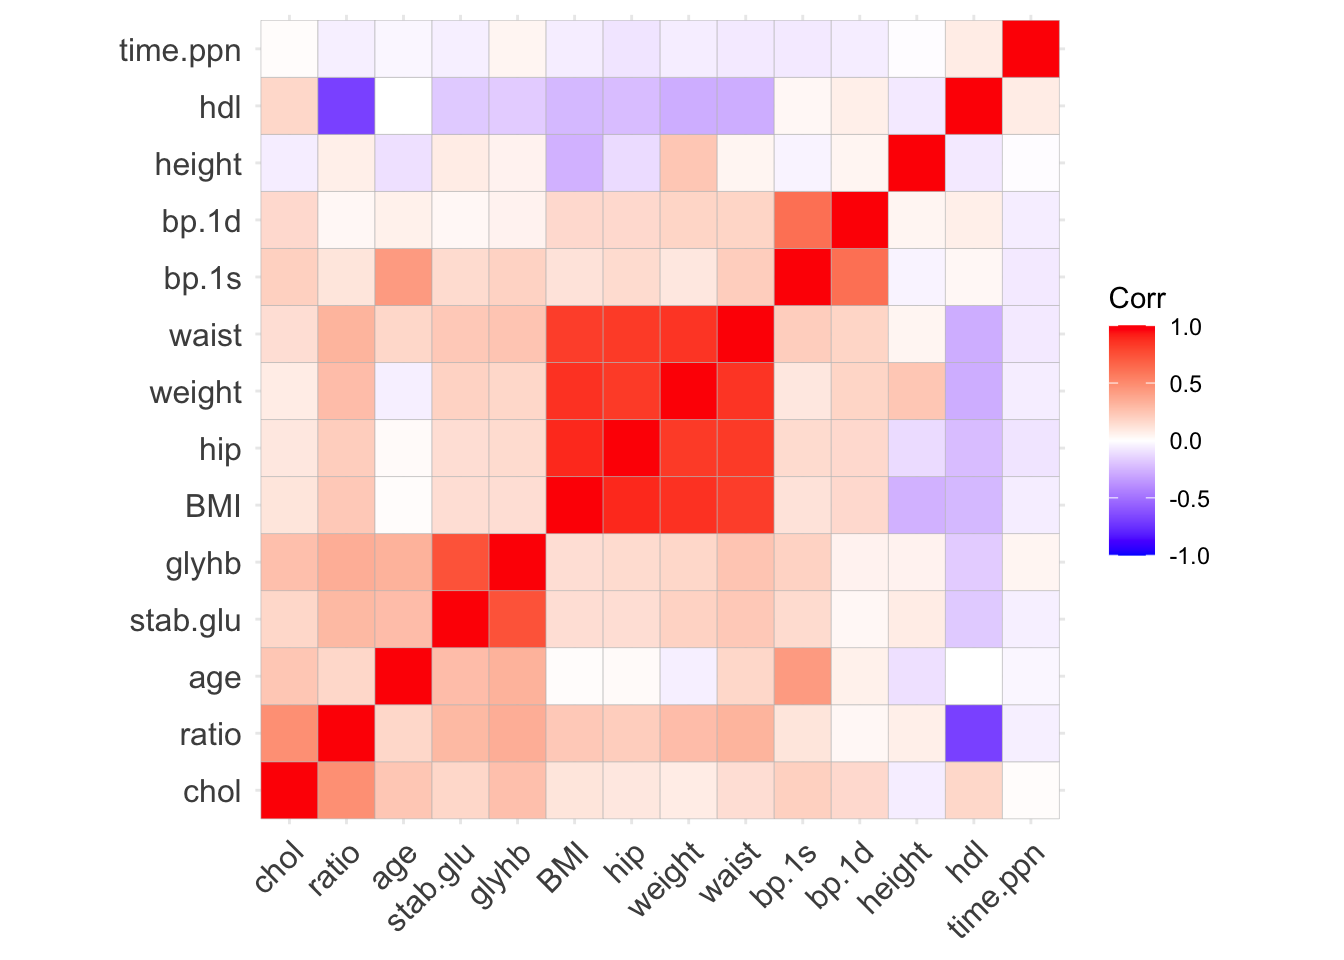 time.ppn
hdl
height
bp.1d
bp.1s
waist
weight
hip
BMI
glyhb
stab.glu
age
ratio
chol
chol
ratio
age
stab.glu
glyhb
BMI
hip
weight
waist
bp.1s
bp.1d
height
hdl
time.ppn
Corr
1.0
0.5
0.0
-0.5
-1.0